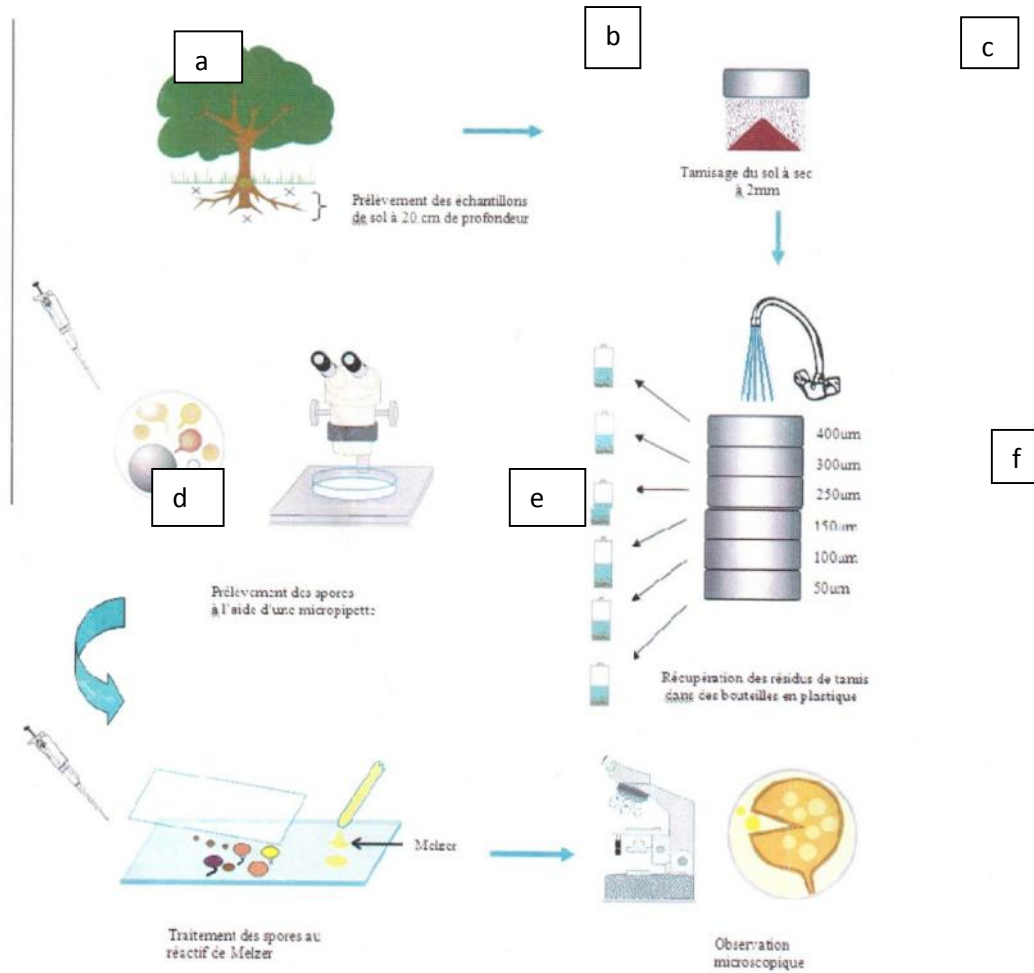 a
b
c
Prélèvement des échantillons
de sol à 20 cm de profondeur
Tamisage du sol à sec
à 2mm
400um
300um
250um
150um
100um
50um
d
e
f
Prélèvement des spores
à l'aide d'une micropipette
Récupération des résidus de tamis
dans des bouteilles en plastique
Melzer
Traitement des spores au
réactif de Melzer
Observation
microscopique